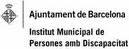 Ajuntament de Barcelona
Institut Municipal de
Persones amb Discapacitat